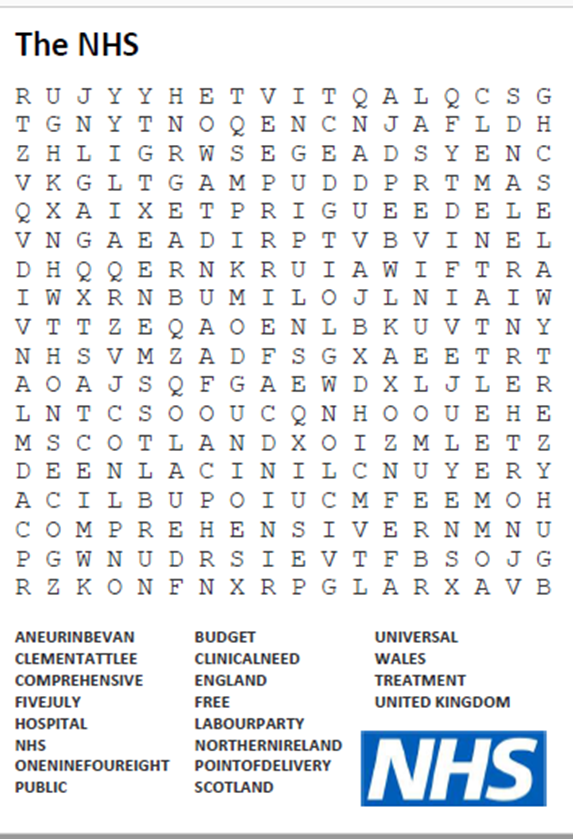 The NHS
R U J Y Y H E T V I T Q A L Q C S G
T G N Y T N O Q E N C N J A F L D H
Z H L I G R W S E G E A D S Y E N C
V K G L T G A M P U D D P R T M A S
Q X A I X E T P R I G U E E D E L E
V N G A E A D I R P T V B V I N E L
D H Q Q E R N K R U I A W I F T R A
I W X R N B U M I L O J L N I A I W
V T T Z E Q A O E N L B K U V T N Y
N H S V M Z A D F S G X A E E T R T
A O A J S Q F G A E W D X L J L E R
L N T C S O O U C Q N H O O U E H E
M S C O T L A N D X O I Z M L E T Z
D E E N L A C I N I L C N U Y E R Y
A C I L B U P O I U C M F E E M O H
C O M P R E H E N S I V E R N M N U
P G W N U D R S I E V T F B S O J G
R Z K O N F N X R P G L A R X A V B
ANEURINBEVAN BUDGET UNIVERSAL
CLEMENTATTLEE CLINICALNEED WALES
COMPREHENSIVE ENGLAND TREATMENT
FIVEJULY FREE UNITED KINGDOM
HOSPITAL LABOURPARTY
NHS NORTHERNIRELAND
ONENINEFOUREIGHT POINTOFDELIVERY
PUBLIC SCOTLAND
NHS